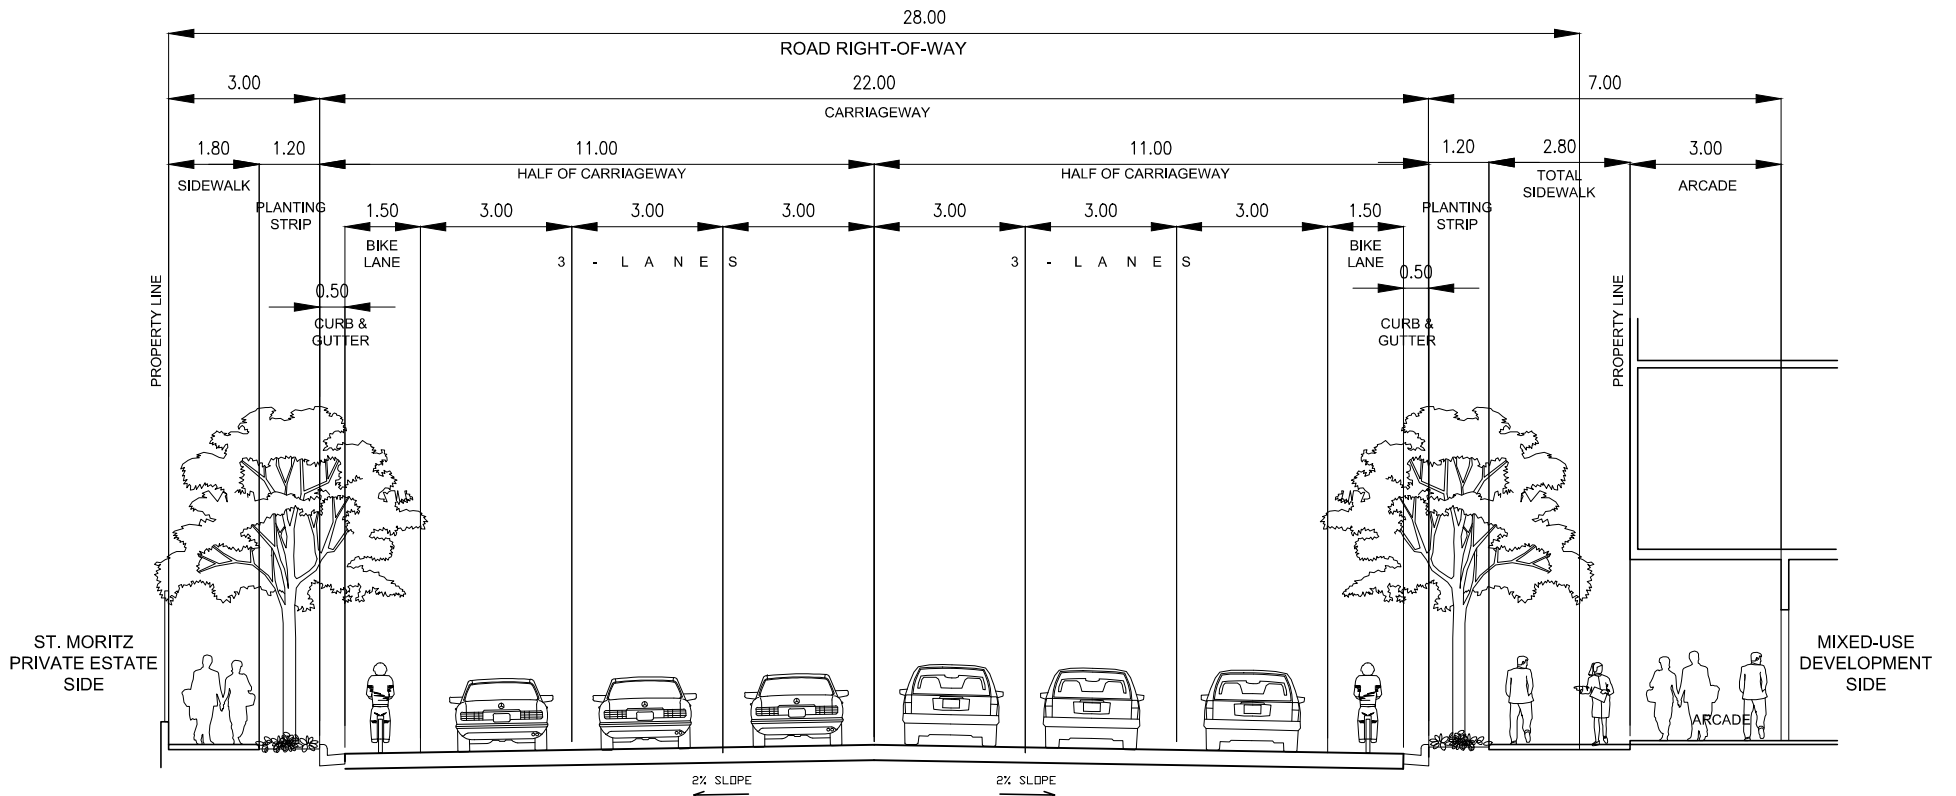 28.00
ROAD RIGHT-OF-WAY
3.00
22.00
7.00
CARRIAGEWAY
1.80
1.20
11.00
11.00
1.20
2.80
3.00
SIDEWALK
HALF OF CARRIAGEWAY
HALF OF CARRIAGEWAY
TOTAL
SIDEWALK
ARCADE
PLANTING
STRIP
1.50
3.00
3.00
3.00
3.00
3.00
3.00
1.50
PLANTING
STRIP
BIKE
LANE
3 - LANES
3 - LANES
BIKE
LANE
0.50
0.50
CURB &
GUTTER
CURB &
GUTTER
PROPERTY LINE
PROPERTY LINE
ST. MORITZ
PRIVATE ESTATE
SIDE
MIXED-USE
DEVELOPMENT
SIDE
ARCADE
2% SLOPE
2% SLOPE